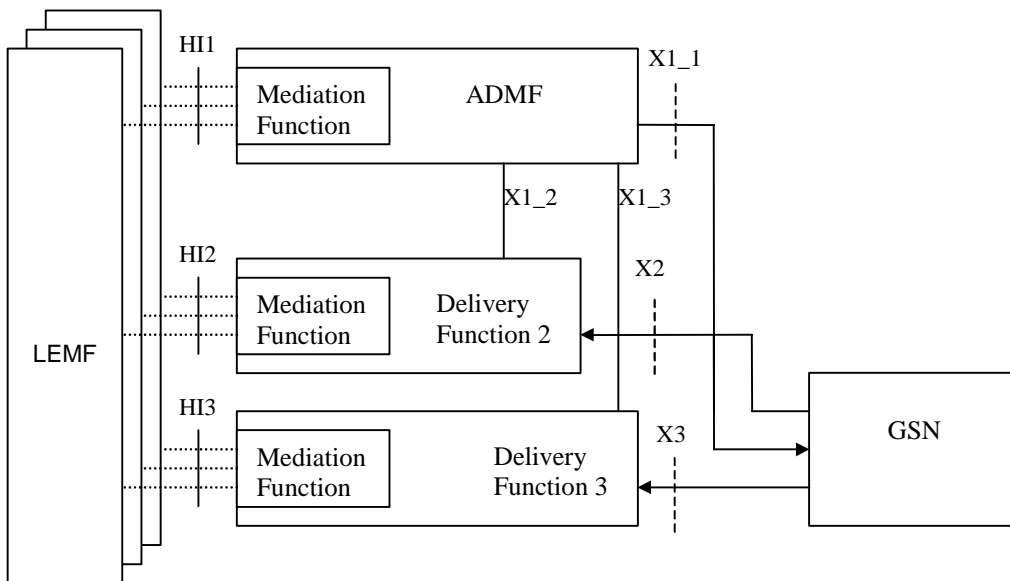 HI1
Mediation
Function
ADMF
X1_1
X1_2
X1_3
HI2
Mediation
Function
Delivery
Function 2
X2
LEMF
HI3
Mediation
Function
Delivery
Function 3
X3
GSN